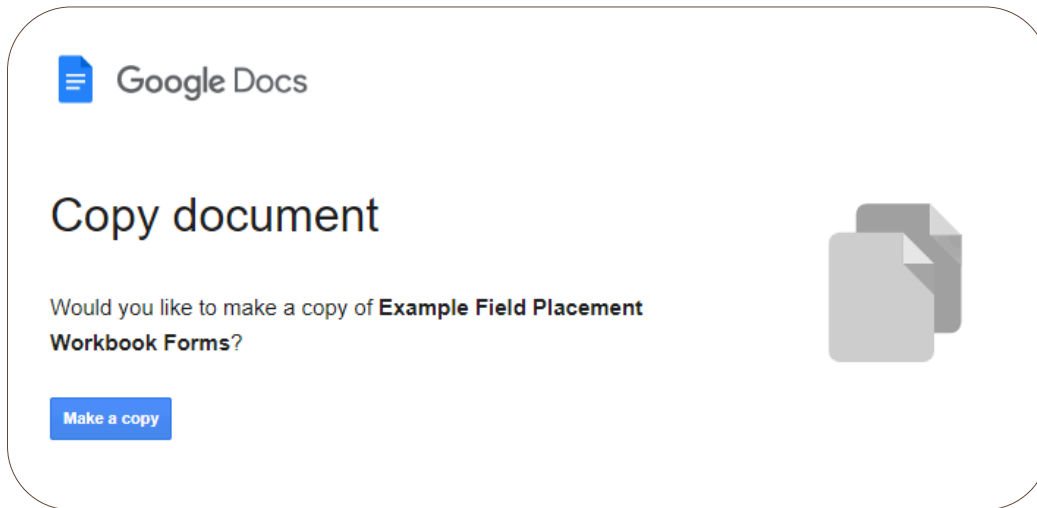 Google Docs
Copy document
Would you like to make a copy of Example Field Placement
Workbook Forms?
Make a copy